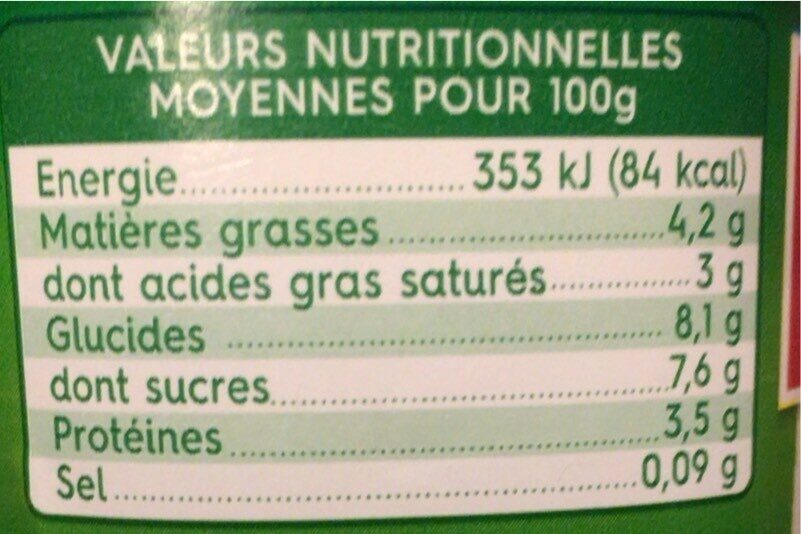 VALEURS NUTRITIONNELLES
MOYENNES POUR 100g
Energie.................................... 353 kJ (84 kcal)
Matières grasses ................................4,2 g
dont acides gras saturés................3 g
Glucides ................................................ 8,1 g
dont sucres............................................7,6 g
Protéines ................................................3,5 g
Sel ............................................................0,09 g